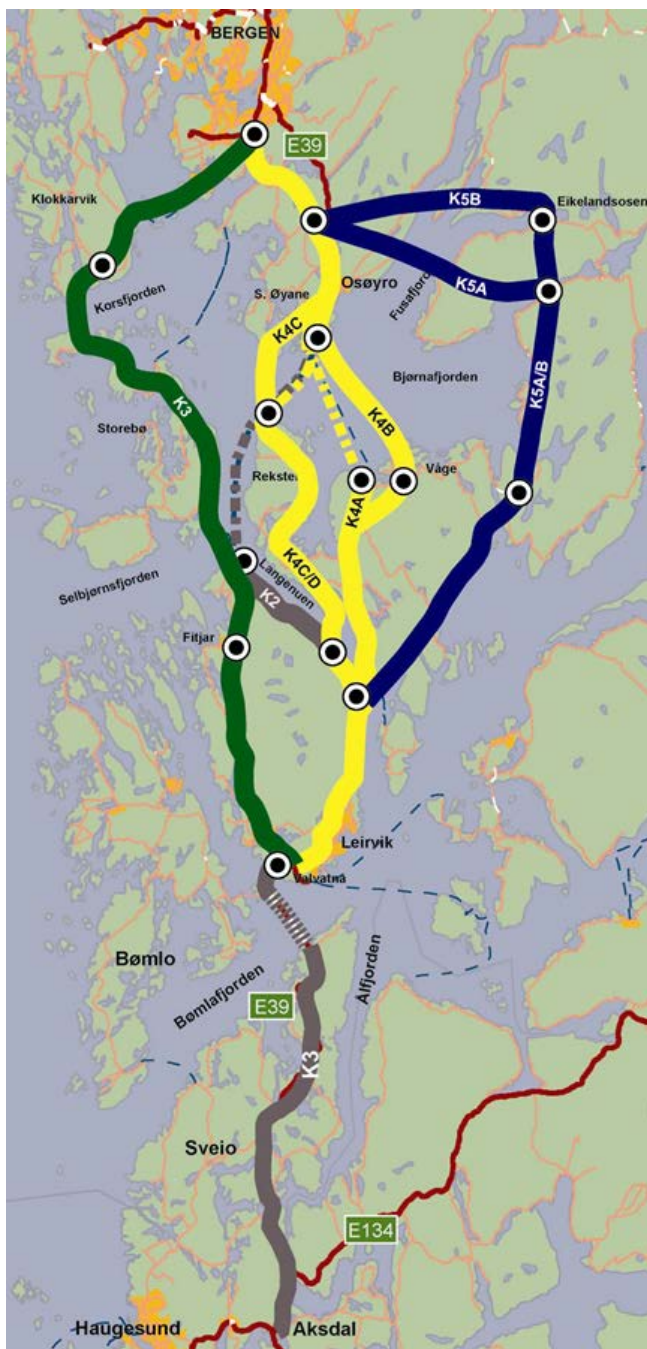 BERGEN
E39
Klokkarvik
K5B
Eikelandsosen
K5A
Fusafjord
Osøyro
S. Øyane
Korsfjorden
K4C
Bjørnafjorden
K5A/B
K3
K4B
Storebø
Våge
Rekster
K4A
K4C/D
Langenuen
K2
Selbjørnsfjorden
Fitjar
Leirvik
Valvatna
Bømlo
Ålfjorden
Bømlafjorden
E39
K3
Sveio
E134
Haugesund
Aksdal